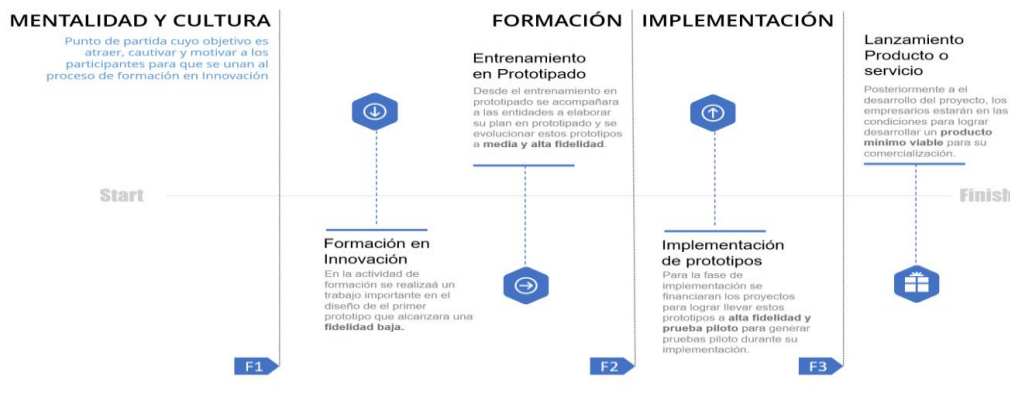 MENTALIDAD Y CULTURA
Punto de partida cuyo objetivo es
atraer, cautivar y motivar a los
participantes para que se unan al
proceso de formación en Innovación
FORMACIÓN
Entrenamiento
en Prototipado
Desde el entrenamiento en
prototipado se acompañara
a las entidades a elaborar
su plan en prototipado y se
evolucionar estos prototipos
a media y alta fidelidad.
IMPLEMENTACIÓN
Lanzamiento
Producto o
servicio
Posteriormente a el
desarrollo del proyecto, los
empresarios estarán en las
condiciones para lograr
desarrollar un producto
mínimo viable para su
comercialización.
Start
Finish
Formación en
Innovación
En la actividad de
formación se realizaá un
trabajo importante en el
diseño de el primer
prototipo que alcanzara una
fidelidad baja.
Implementación
de prototipos
Para la fase de
implementación se
financiaran los proyectos
para lograr llevar estos
prototipos a alta fidelidad y
prueba piloto para generar
pruebas piloto durante su
implementación.
F1
F2
F3